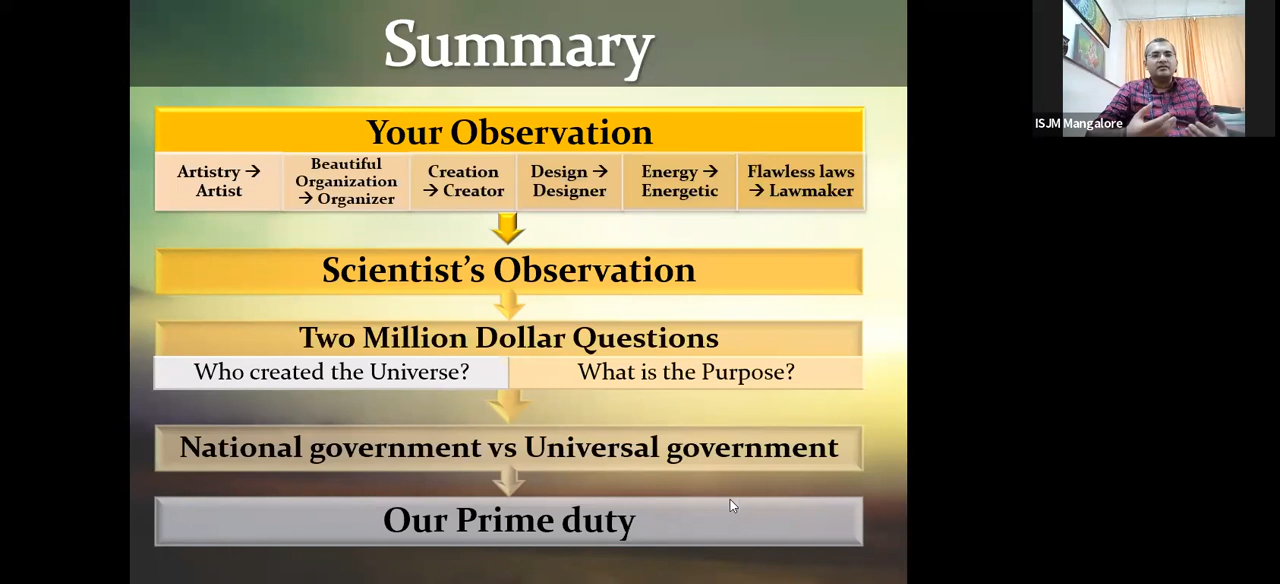 Summary
Your Observation
Artistry →
Artist
Beautiful
Organization
→ Organizer
Creation
→ Creator
Design →
Designer
Energy →
Energetic
Flawless laws
→ Lawmaker
Scientist's Observation
Two Million Dollar Questions
Who created the Universe?
What is the Purpose?
National government vs Universal government
Our Prime duty
ISJM Mangalore